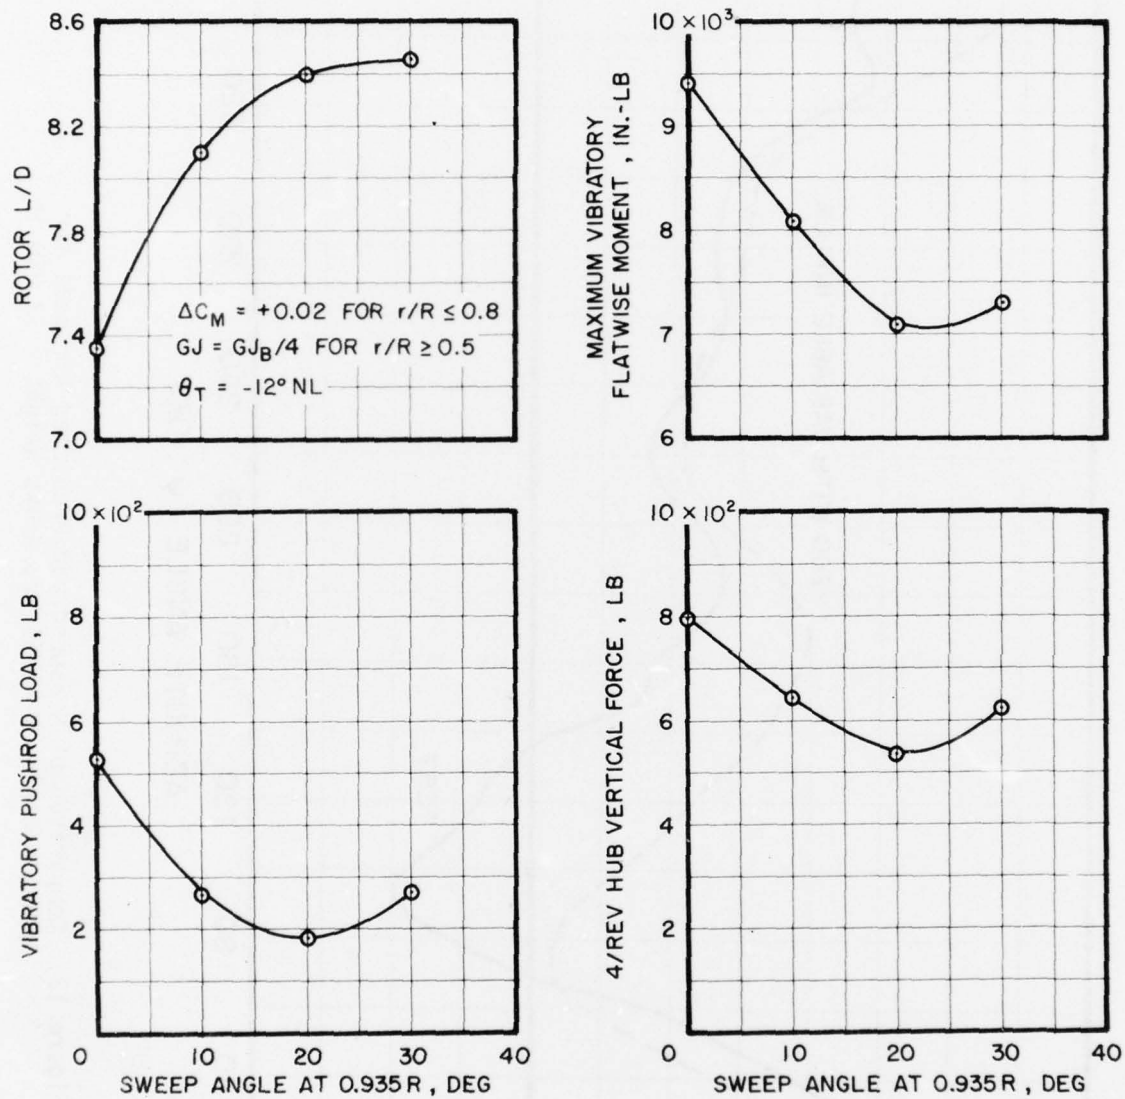 8.6
8.2
7.8
7.4
7.0
ROTOR L/D
ΔC_M = +0.02 FOR r/R ≤ 0.8
GJ = GJ_B/4 FOR r/R ≥ 0.5
θ_T = -12° NL
10 × 10³
9
8
7
6
MAXIMUM VIBRATORY
FLATWISE MOMENT , IN.-LB
10 × 10²
8
6
4
2
0 10 20 30 40
VIBRATORY PUSHROD LOAD, LB
SWEEP ANGLE AT 0.935R , DEG
10 × 10²
8
6
4
2
0 10 20 30 40
4/REV HUB VERTICAL FORCE , LB
SWEEP ANGLE AT 0.935R , DEG